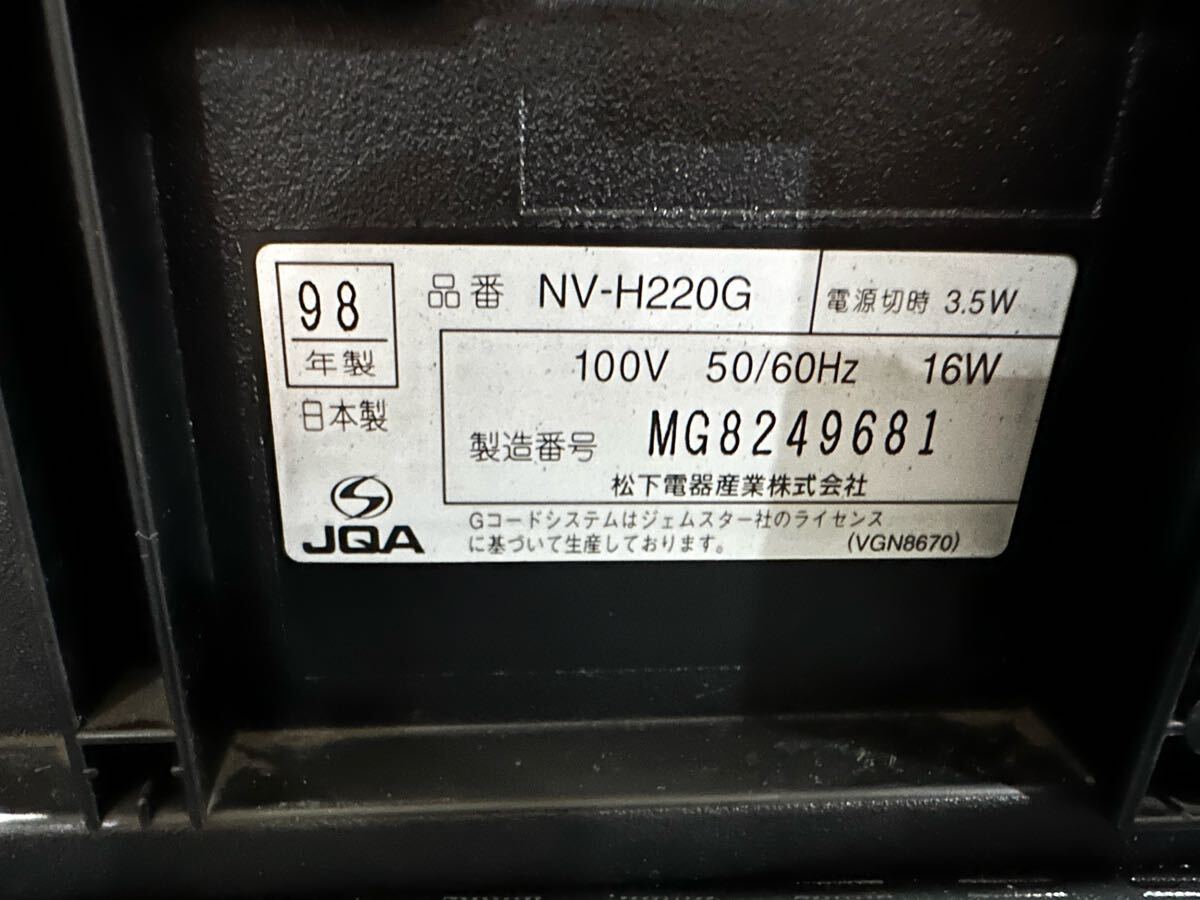 98
年製
日本製
JQA
品番 NV-H220G
電源切時 3.5W
100V 50/60Hz 16W
製造番号 MG8249681
松下電器産業株式会社
Gコードシステムはジェムスター社のライセンス
に基づいて生産しております。 (VGN8670)